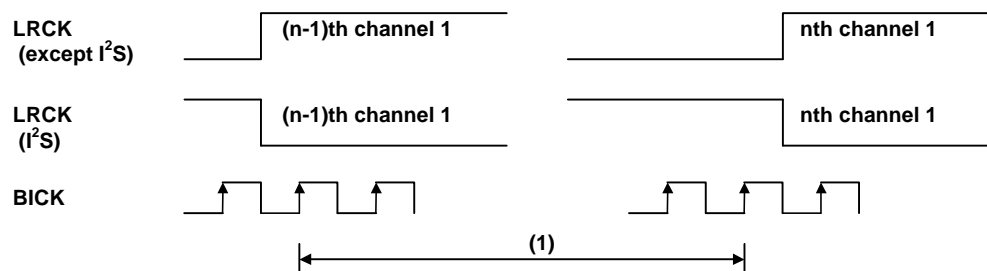 LRCK
(except I²S)
(n-1)th channel 1
nth channel 1
LRCK
(I²S)
(n-1)th channel 1
nth channel 1
BICK
(1)